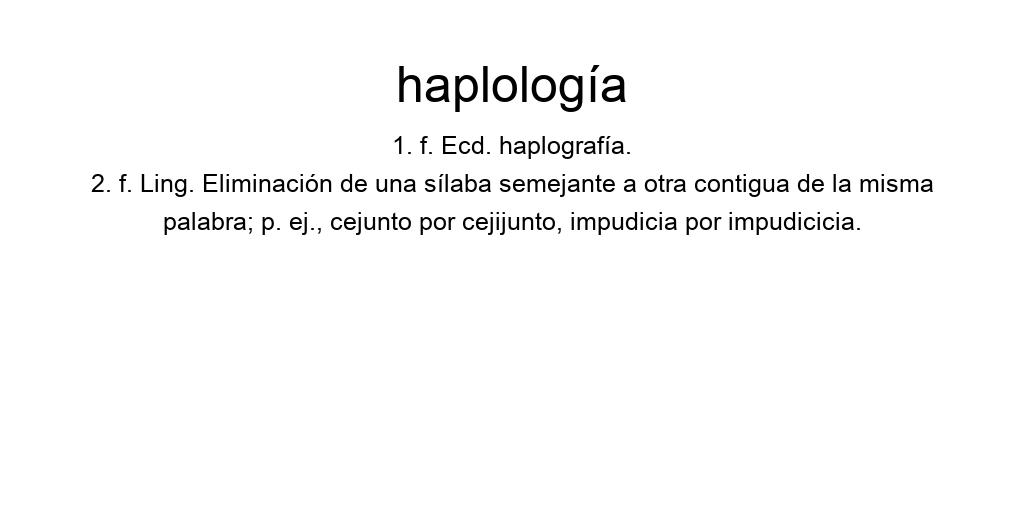 haplología
1. f. Ecd. haplografía.
2. f. Ling. Eliminación de una sílaba semejante a otra contigua de la misma
palabra; p. ej., cejunto por cejijunto, impudicia por impudicicia.